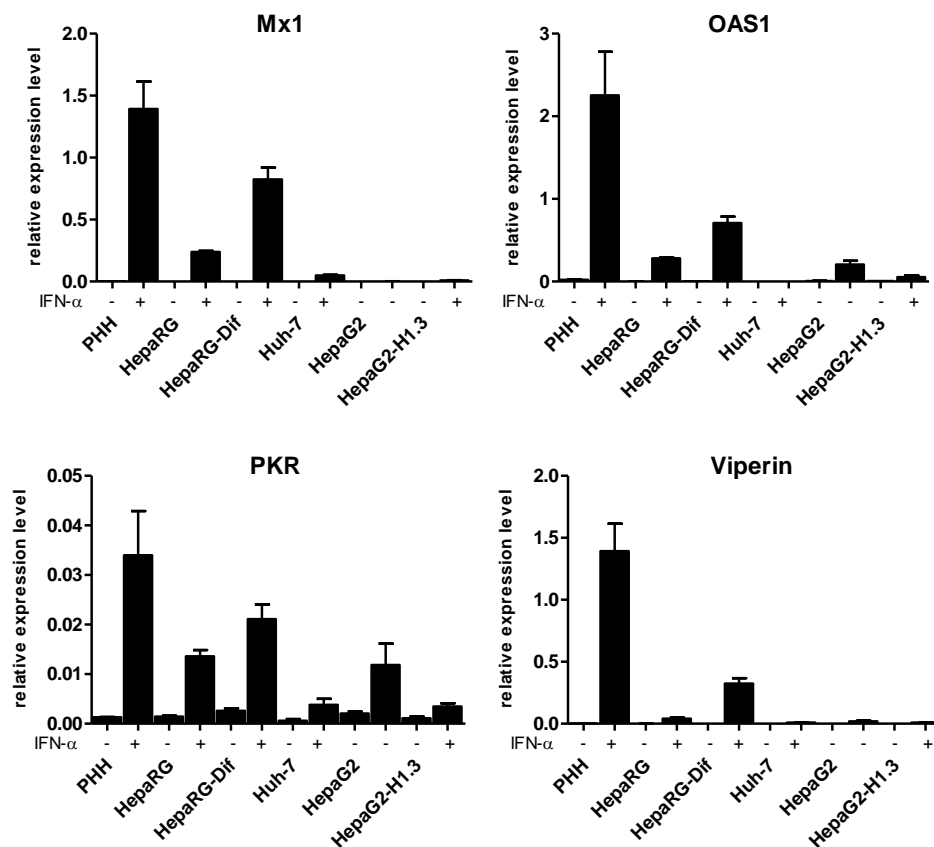 Mx1
relative expression level
2.0
1.5
1.0
0.5
0.0
IFN-α - + - + - + - + - - - +
PHH
HepaRG
HepaRG-Dif
Huh-7
HepaG2
HepaG2-H1.3
OAS1
relative expression level
3
2
1
0
IFN-α - + - + - + - + - - - +
PHH
HepaRG
HepaRG-Dif
Huh-7
HepaG2
HepaG2-H1.3
PKR
relative expression level
0.05
0.04
0.03
0.02
0.01
0.00
IFN-α - + - + - + - + - - - +
PHH
HepaRG
HepaRG-Dif
Huh-7
HepaG2
HepaG2-H1.3
Viperin
relative expression level
2.0
1.5
1.0
0.5
0.0
IFN-α - + - + - + - + - - - +
PHH
HepaRG
HepaRG-Dif
Huh-7
HepaG2
HepaG2-H1.3